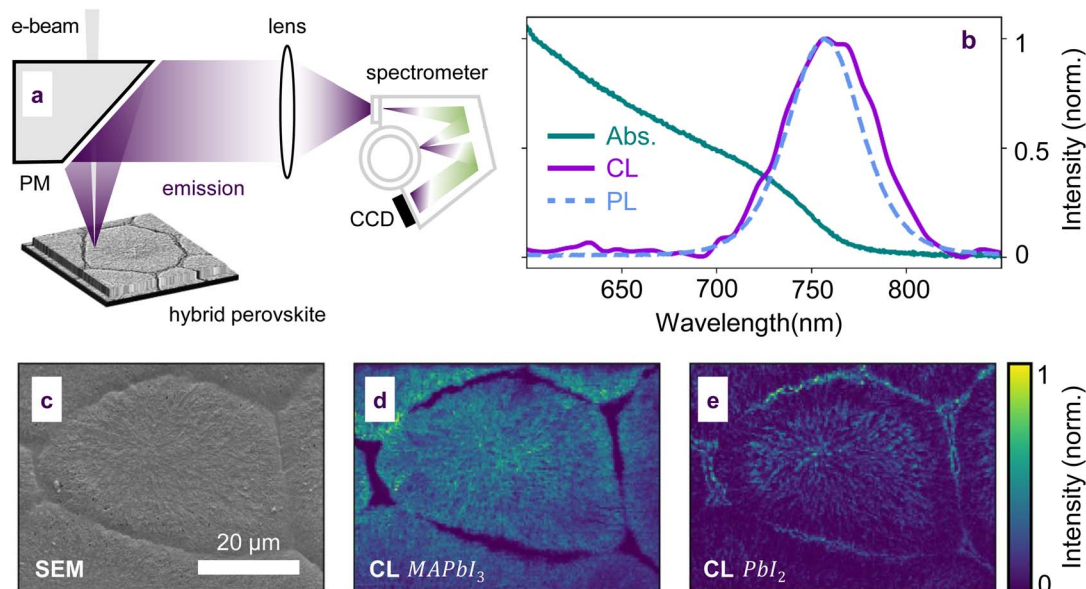 e-beam
lens
a
spectrometer
PM
emission
CCD
hybrid perovskite
b
1
0.5
0
Intensity (norm.)
Abs.
CL
PL
650 700 750 800
Wavelength(nm)
c
SEM
20 μm
d
CL MAPbI₃
e
CL PbI₂
1
0
Intensity (norm.)